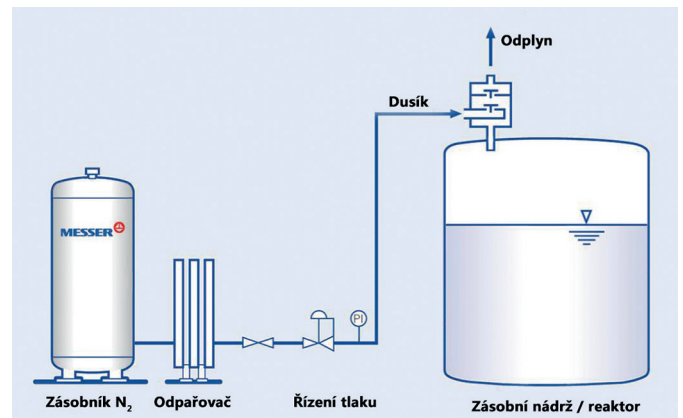 Odplyn
Dusík
MESSER
PI
Zásobník N₂
Odpařovač
Řízení tlaku
Zásobní nádrž / reaktor